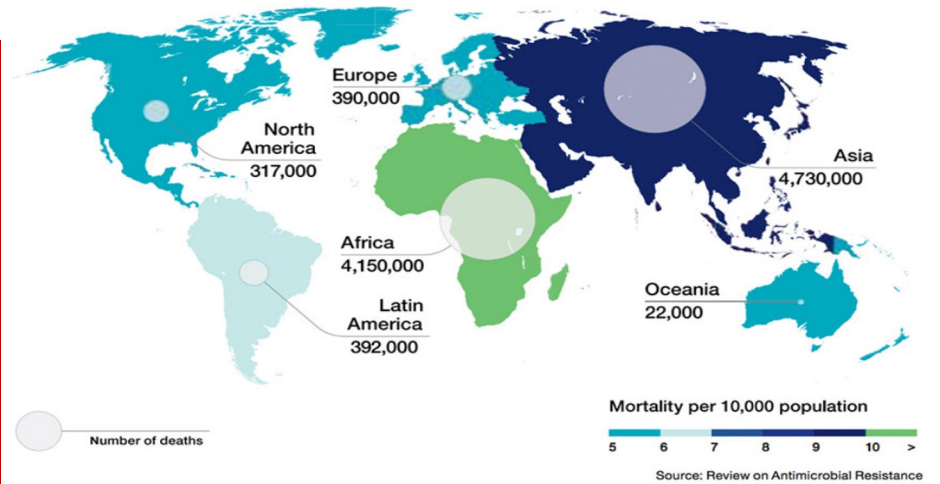 Europe
390,000
North
America
317,000
Asia
4,730,000
Africa
4,150,000
Latin
America
392,000
Oceania
22,000
Mortality per 10,000 population
5 6 7 8 9 10 >
Number of deaths
Source: Review on Antimicrobial Resistance